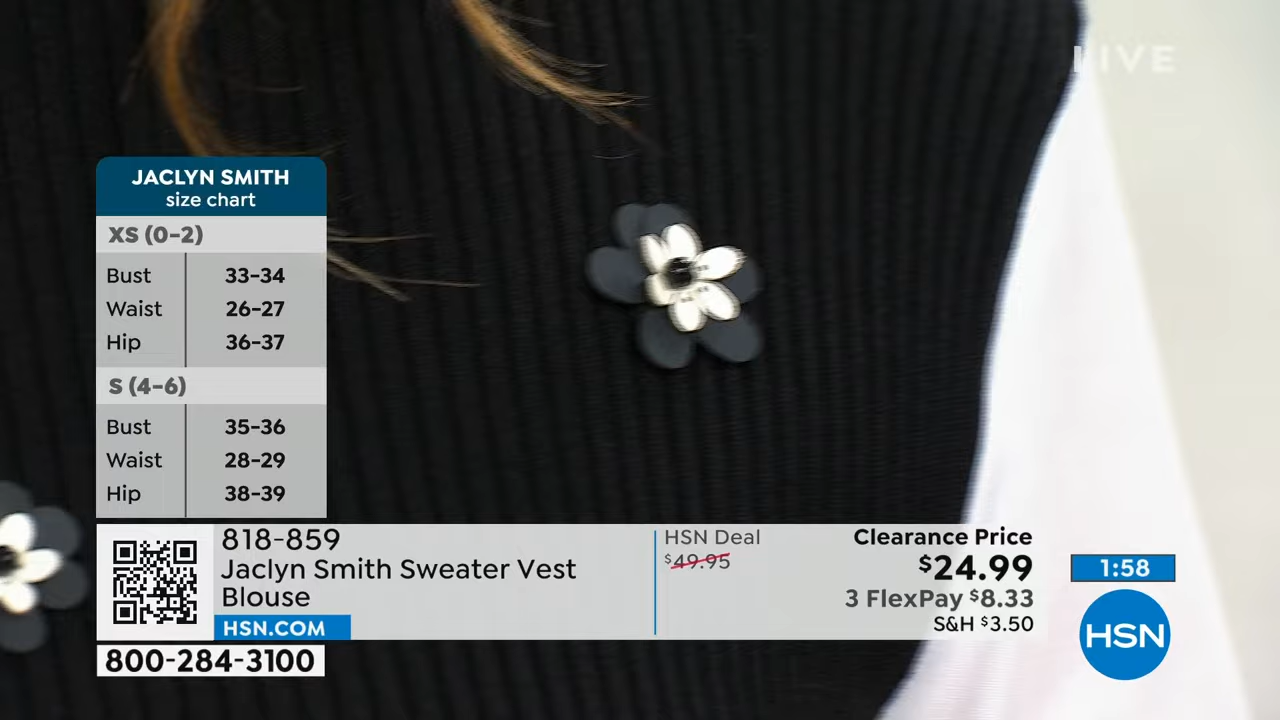 LIVE
JACLYN SMITH
size chart
XS (0-2)
Bust 33-34
Waist 26-27
Hip 36-37
S (4-6)
Bust 35-36
Waist 28-29
Hip 38-39
818-859
Jaclyn Smith Sweater Vest
Blouse
HSN.COM
800-284-3100
HSN Deal
$49.95
Clearance Price
$24.99
3 FlexPay $8.33
S&H $3.50
1:58
HSN